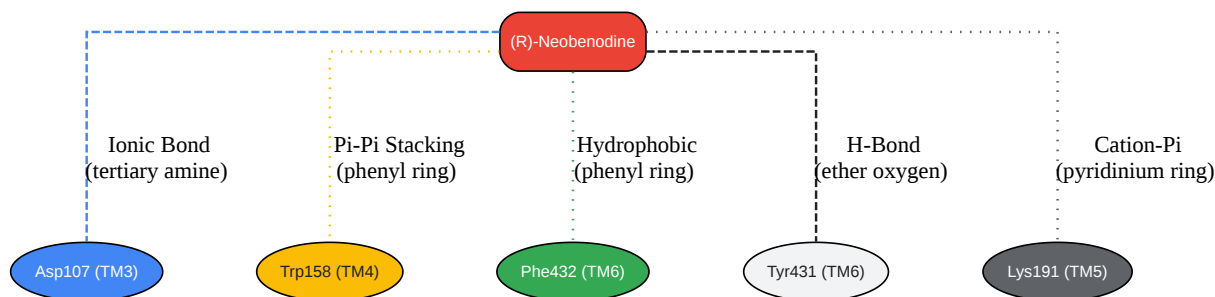 (R)-Neobenodine
Ionic Bond
(tertiary amine)
Pi-Pi Stacking
(phenyl ring)
Hydrophobic
(phenyl ring)
H-Bond
(ether oxygen)
Cation-Pi
(pyridinium ring)
Asp107 (TM3)
Trp158 (TM4)
Phe432 (TM6)
Tyr431 (TM6)
Lys191 (TM5)